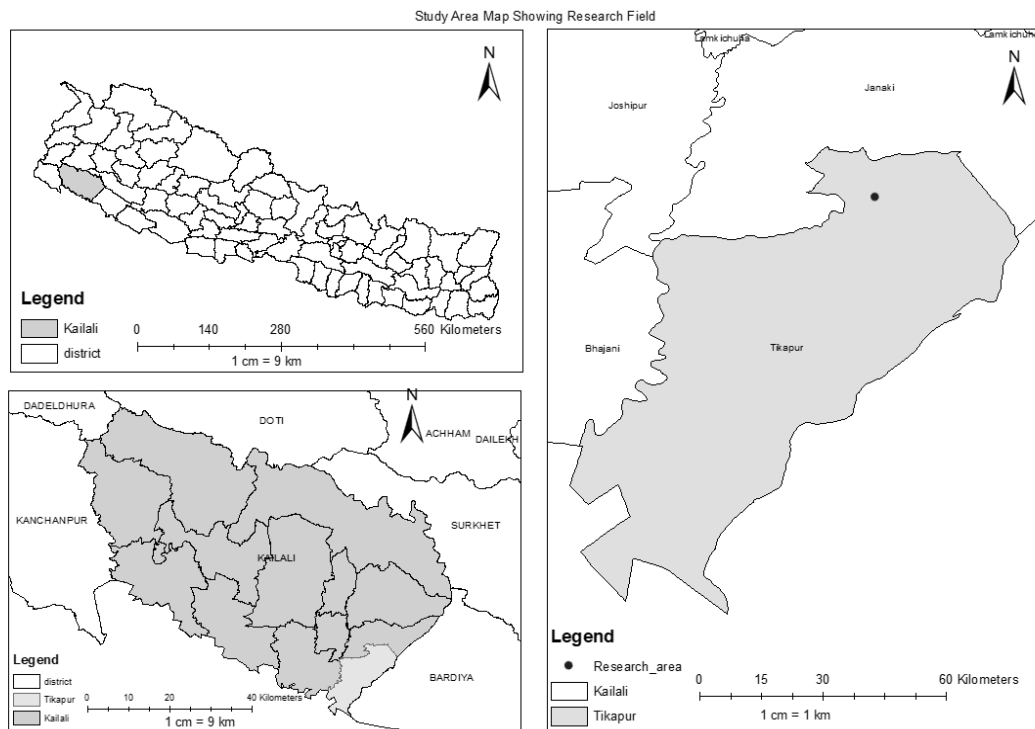 Study Area Map Showing Research Field
N
Legend
Kailali
district
0 140 280 560 Kilometers
1 cm = 9 km
DADELDHURA
DOTI
N
ACHHAM
DAILEKH
KANCHANPUR
SURKHET
KAILALI
BARDIYA
Legend
district
Tikapur
Kailali
0 10 20 40 Kilometers
1 cm = 9 km
Lamkichuha
Lamkichuha
Janaki
N
Joshipur
Bhajani
Tikapur
Legend
Research_area
Kailali
Tikapur
0 15 30 60 Kilometers
1 cm = 1 km